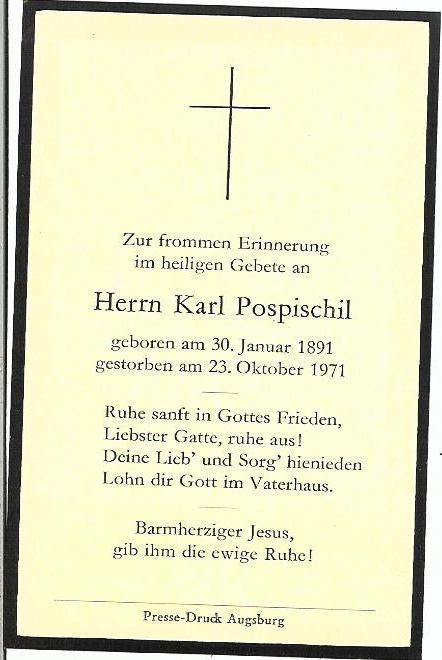 Zur frommen Erinnerung
im heiligen Gebete an
Herrn Karl Pospischil
geboren am 30. Januar 1891
gestorben am 23. Oktober 1971
Ruhe sanft in Gottes Frieden,
Liebster Gatte, ruhe aus!
Deine Lieb' und Sorg' hienieden
Lohn dir Gott im Vaterhaus.
Barmherziger Jesus,
gib ihm die ewige Ruhe!
Presse-Druck Augsburg